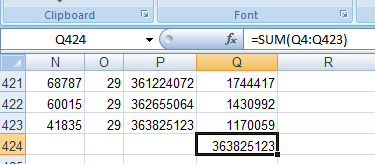 Clipboard Font
Q424 fx =SUM(Q4:Q423)
N O P Q R
421 68787 29 361224072 1744417
422 60015 29 362655064 1430992
423 41835 29 363825123 1170059
424 363825123